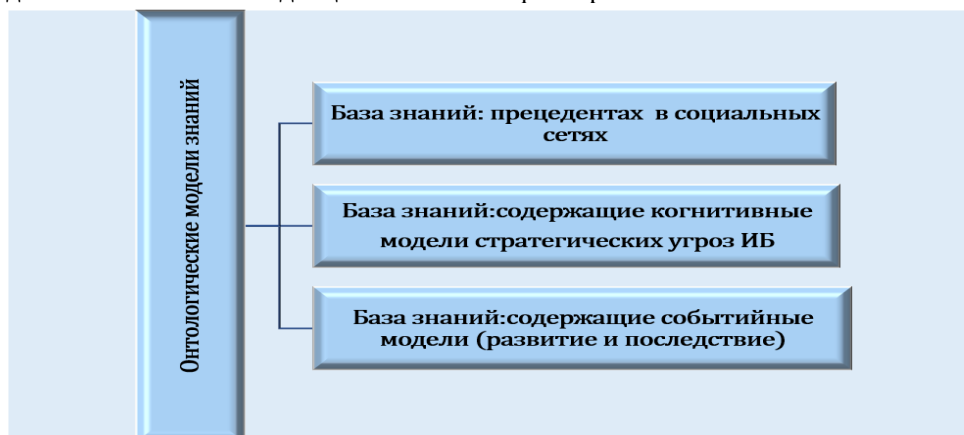 Онтологические модели знаний
База знаний: прецедентах в социальных
сетях
База знаний:содержащие когнитивные
модели стратегических угроз ИБ
База знаний:содержащие событийные
модели (развитие и последствие)